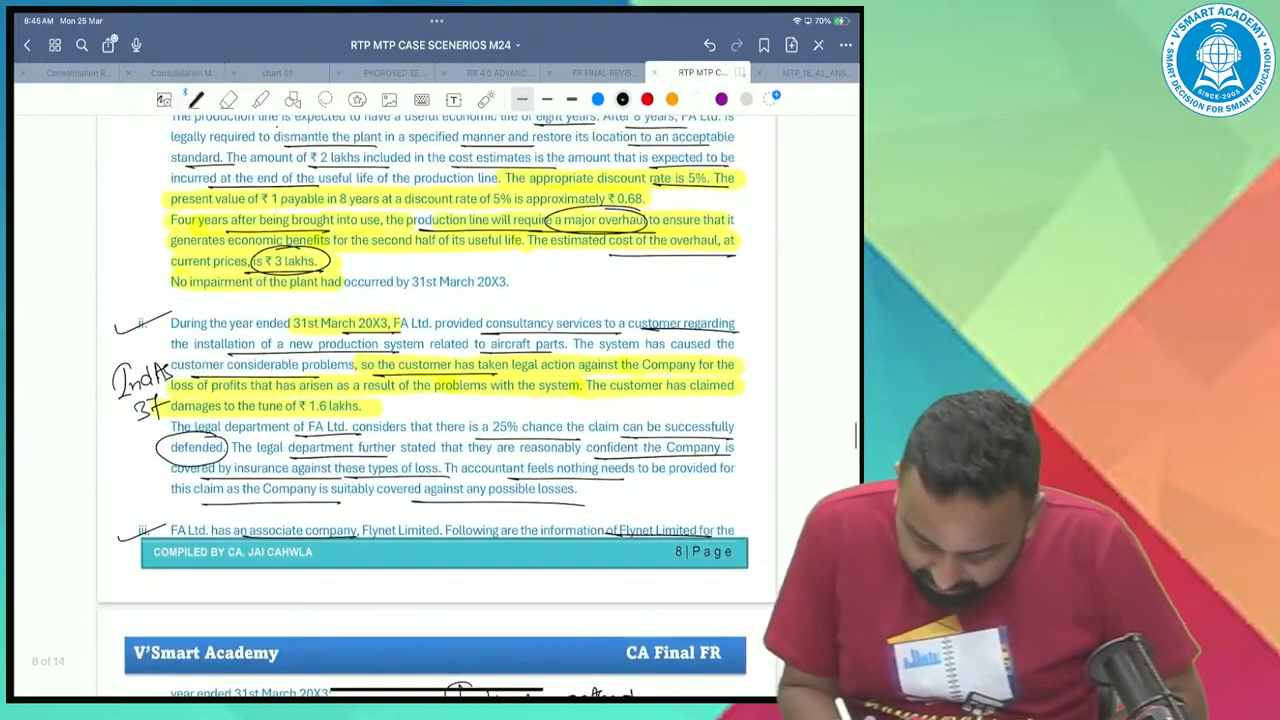 8:45 AM Mon 25 Mar
70%
RTP MTP CASE SCENERIOS M24
Consolidation R...
Consolidation M...
chart 01
PROPOSED SE...
RR 4.0 ADVANC...
FR FINAL REVIS...
RTP MTP C...
MTP_18_42_ANS...
The production line is expected to have a useful economic life of eight years. After 8 years, FA Ltd. is
legally required to dismantle the plant in a specified manner and restore its location to an acceptable
standard. The amount of ₹ 2 lakhs included in the cost estimates is the amount that is expected to be
incurred at the end of the useful life of the production line. The appropriate discount rate is 5%. The
present value of ₹ 1 payable in 8 years at a discount rate of 5% is approximately ₹ 0.68.
Four years after being brought into use, the production line will require a major overhaul to ensure that it
generates economic benefits for the second half of its useful life. The estimated cost of the overhaul, at
current prices, is ₹ 3 lakhs.
No impairment of the plant had occurred by 31st March 20X3.
ii. During the year ended 31st March 20X3, FA Ltd. provided consultancy services to a customer regarding
the installation of a new production system related to aircraft parts. The system has caused the
customer considerable problems, so the customer has taken legal action against the Company for the
loss of profits that has arisen as a result of the problems with the system. The customer has claimed
damages to the tune of ₹ 1.6 lakhs.
IndAs
37
The legal department of FA Ltd. considers that there is a 25% chance the claim can be successfully
defended. The legal department further stated that they are reasonably confident the Company is
covered by insurance against these types of loss. Th accountant feels nothing needs to be provided for
this claim as the Company is suitably covered against any possible losses.
iii. FA Ltd. has an associate company, Flynet Limited. Following are the information of Flynet Limited for the
COMPILED BY CA. JAI CAHWLA
8 | Page
8 of 14
V'Smart Academy
CA Final FR
year ended 31st March 20X3:
V'SMART ACADEMY
SINCE-2009
SMART DECISION FOR SMART EDUCATION